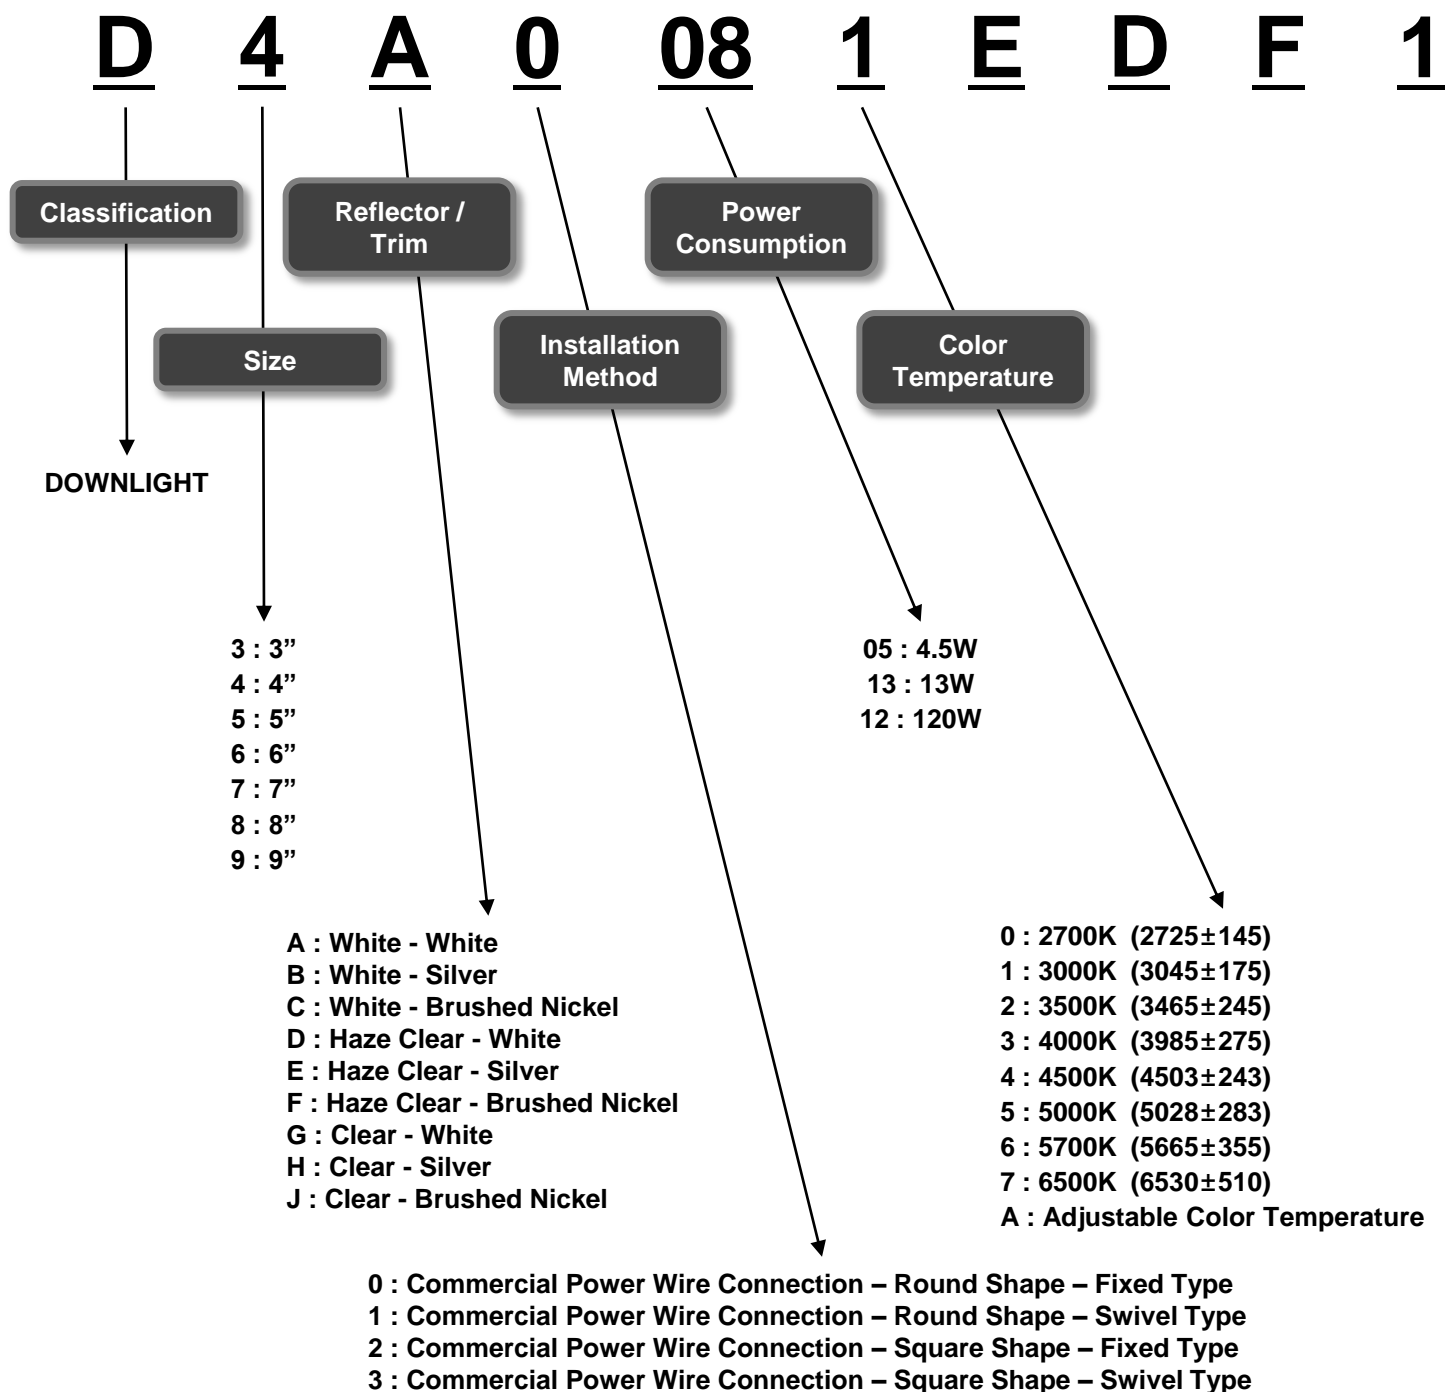 D 4 A 0 08 1 E D F 1
Classification
Reflector /
Trim
Power
Consumption
Size
Installation
Method
Color
Temperature
DOWNLIGHT
3 : 3”
4 : 4”
5 : 5”
6 : 6”
7 : 7”
8 : 8”
9 : 9”
05 : 4.5W
13 : 13W
12 : 120W
A : White - White
B : White - Silver
C : White - Brushed Nickel
D : Haze Clear - White
E : Haze Clear - Silver
F : Haze Clear - Brushed Nickel
G : Clear - White
H : Clear - Silver
J : Clear - Brushed Nickel
0 : 2700K (2725±145)
1 : 3000K (3045±175)
2 : 3500K (3465±245)
3 : 4000K (3985±275)
4 : 4500K (4503±243)
5 : 5000K (5028±283)
6 : 5700K (5665±355)
7 : 6500K (6530±510)
A : Adjustable Color Temperature
0 : Commercial Power Wire Connection – Round Shape – Fixed Type
1 : Commercial Power Wire Connection – Round Shape – Swivel Type
2 : Commercial Power Wire Connection – Square Shape – Fixed Type
3 : Commercial Power Wire Connection – Square Shape – Swivel Type